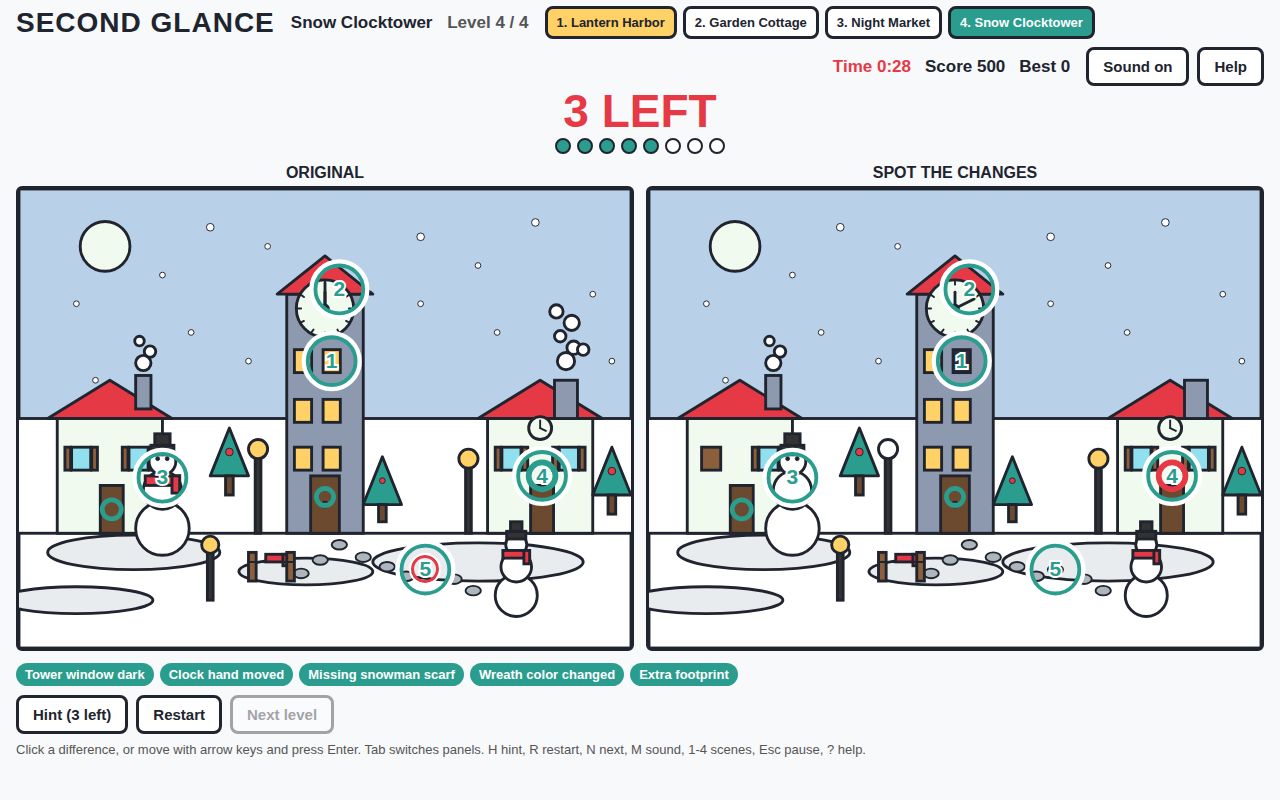 SECOND GLANCE Snow Clocktower Level 4 / 4 1. Lantern Harbor 2. Garden Cottage 3. Night Market 4. Snow Clocktower
Time 0:28 Score 500 Best 0 Sound on Help
3 LEFT
ORIGINAL SPOT THE CHANGES
2 2
1 1
3 4 3 4
5 5
Tower window dark Clock hand moved Missing snowman scarf Wreath color changed Extra footprint
Hint (3 left) Restart Next level
Click a difference, or move with arrow keys and press Enter. Tab switches panels. H hint, R restart, N next, M sound, 1-4 scenes, Esc pause, ? help.